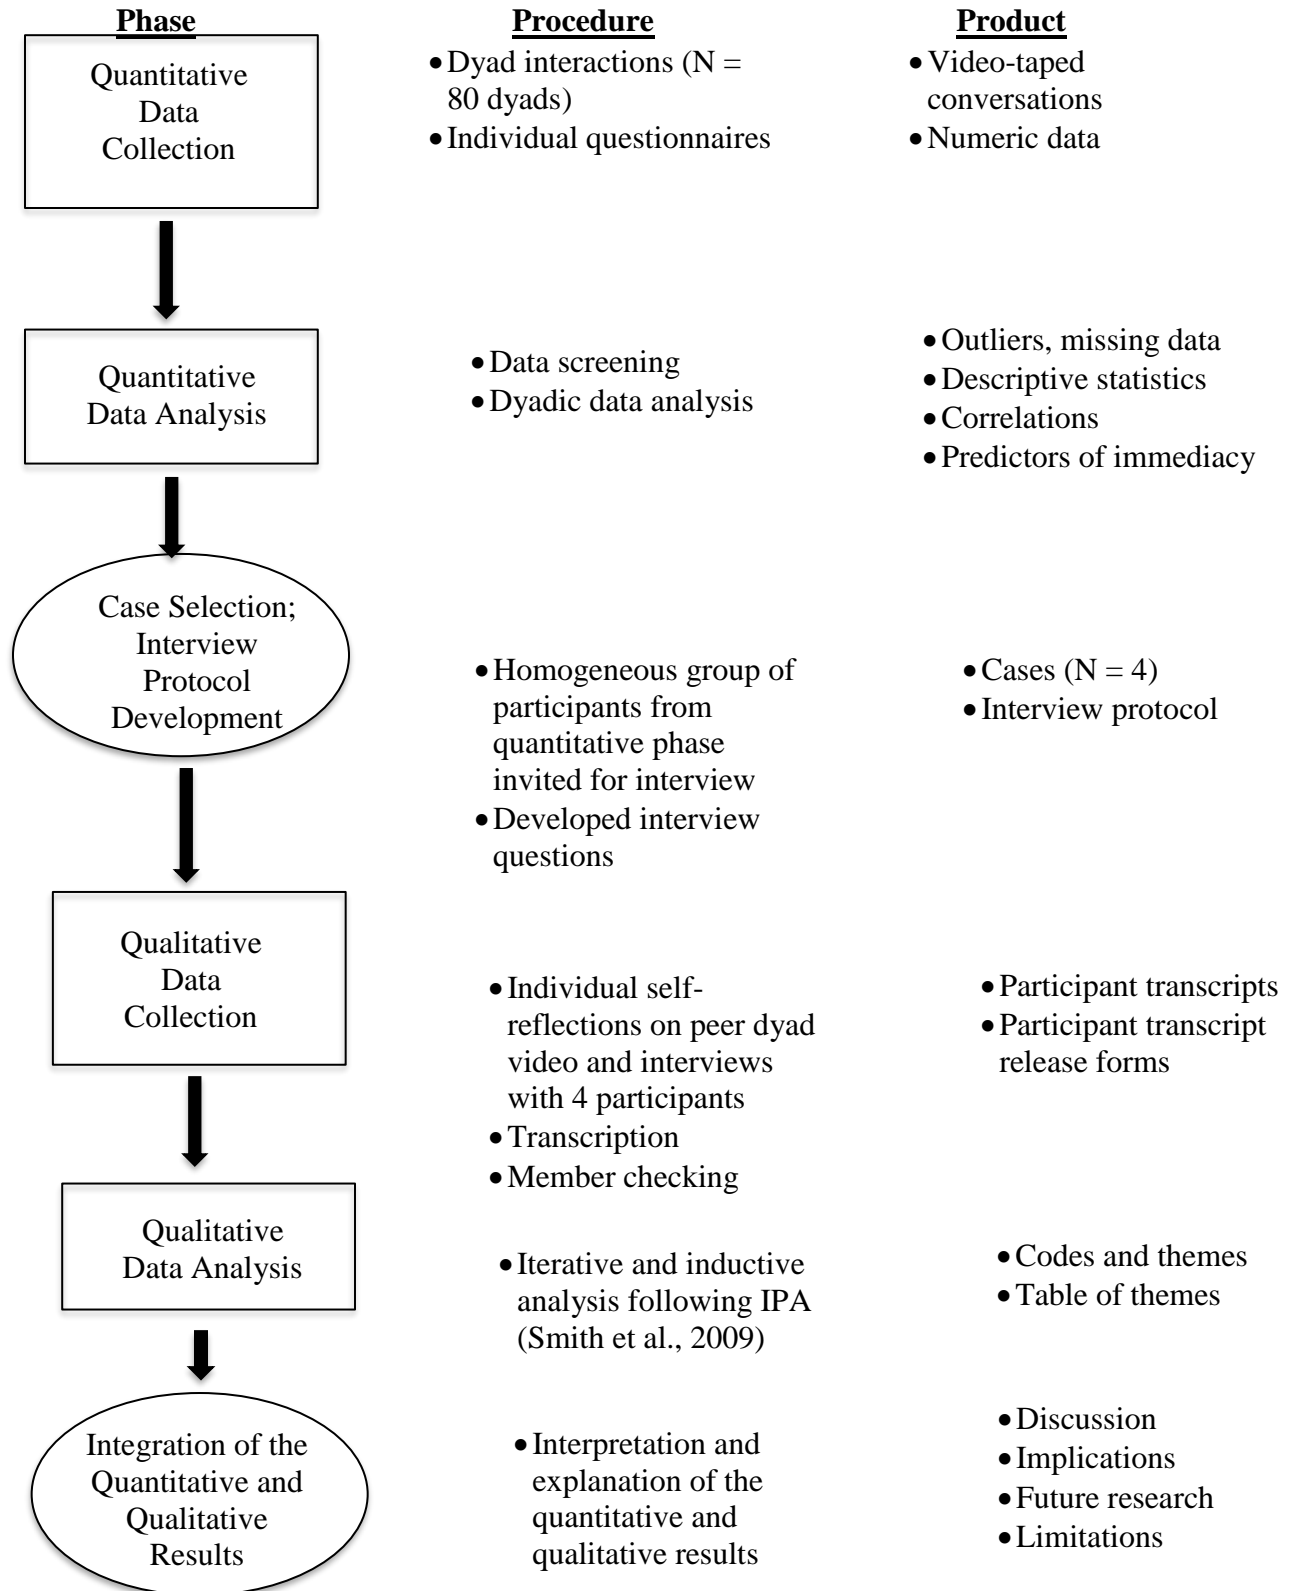 Phase
Procedure
Product
Quantitative
Data
Collection
• Dyad interactions (N =
80 dyads)
• Individual questionnaires
• Video-taped
conversations
• Numeric data
Quantitative
Data Analysis
• Data screening
• Dyadic data analysis
• Outliers, missing data
• Descriptive statistics
• Correlations
• Predictors of immediacy
Case Selection;
Interview
Protocol
Development
• Homogeneous group of
participants from
quantitative phase
invited for interview
• Developed interview
questions
• Cases (N = 4)
• Interview protocol
Qualitative
Data
Collection
• Individual self-
reflections on peer dyad
video and interviews
with 4 participants
• Transcription
• Member checking
• Participant transcripts
• Participant transcript
release forms
Qualitative
Data Analysis
• Iterative and inductive
analysis following IPA
(Smith et al., 2009)
• Codes and themes
• Table of themes
Integration of the
Quantitative and
Qualitative
Results
• Interpretation and
explanation of the
quantitative and
qualitative results
• Discussion
• Implications
• Future research
• Limitations